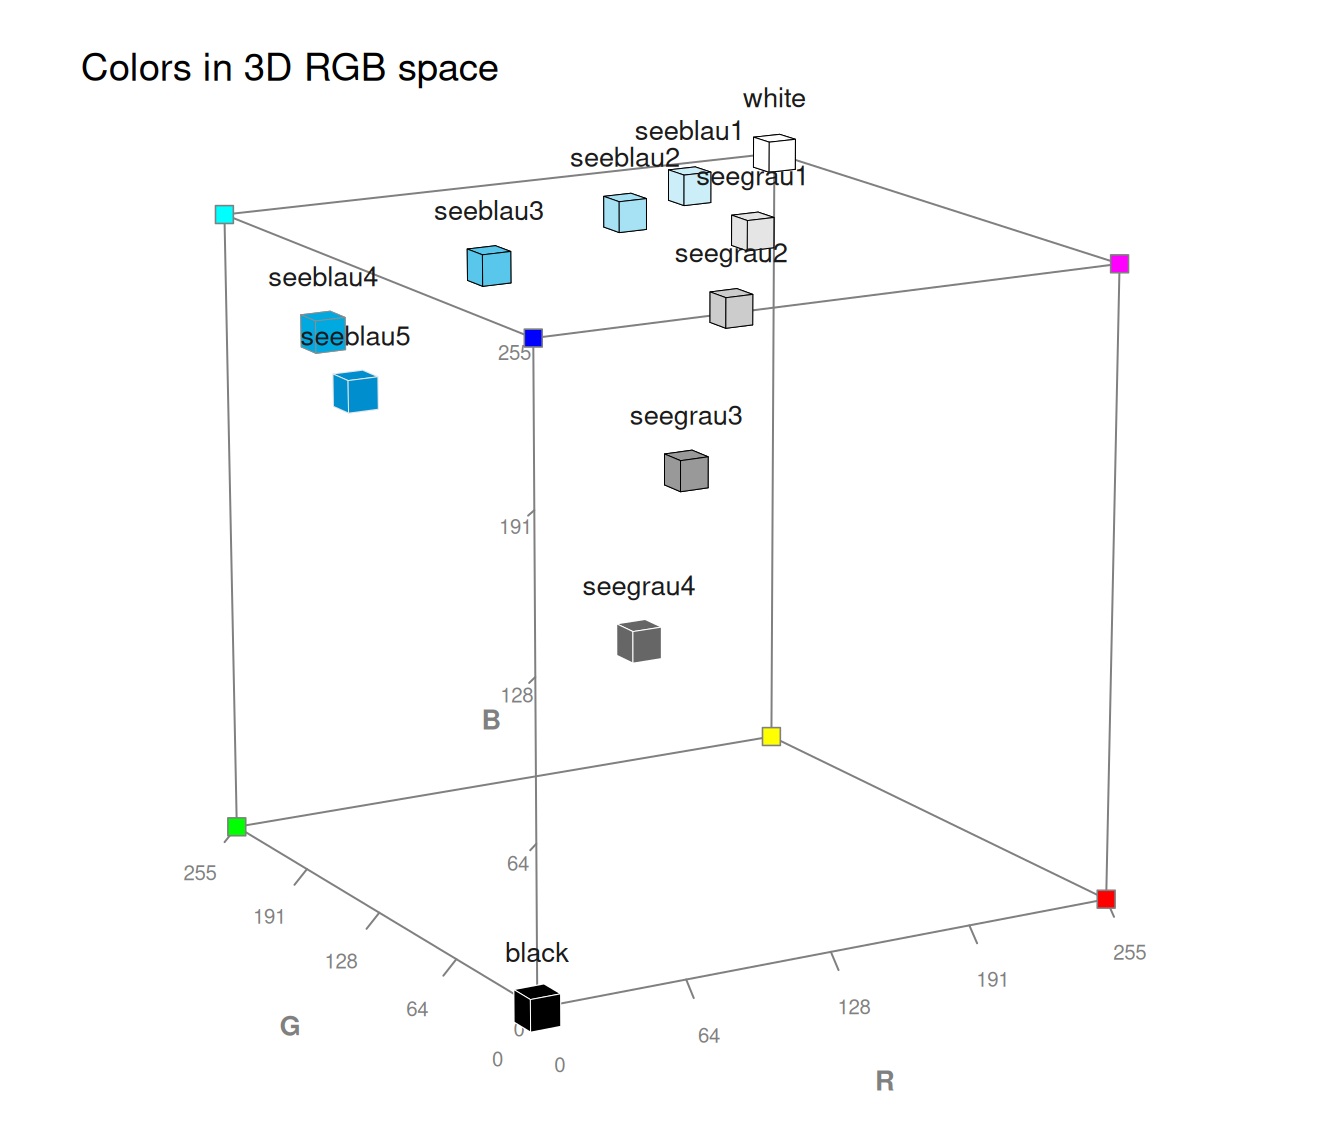 Colors in 3D RGB space
white
seeblau1
seeblau2
seegrau1
seeblau3
seegrau2
seeblau4
seeblau5
255
seegrau3
191
seegrau4
128
B
64
255
191
black
255
128
191
64
128
G
0
64
0
0
R